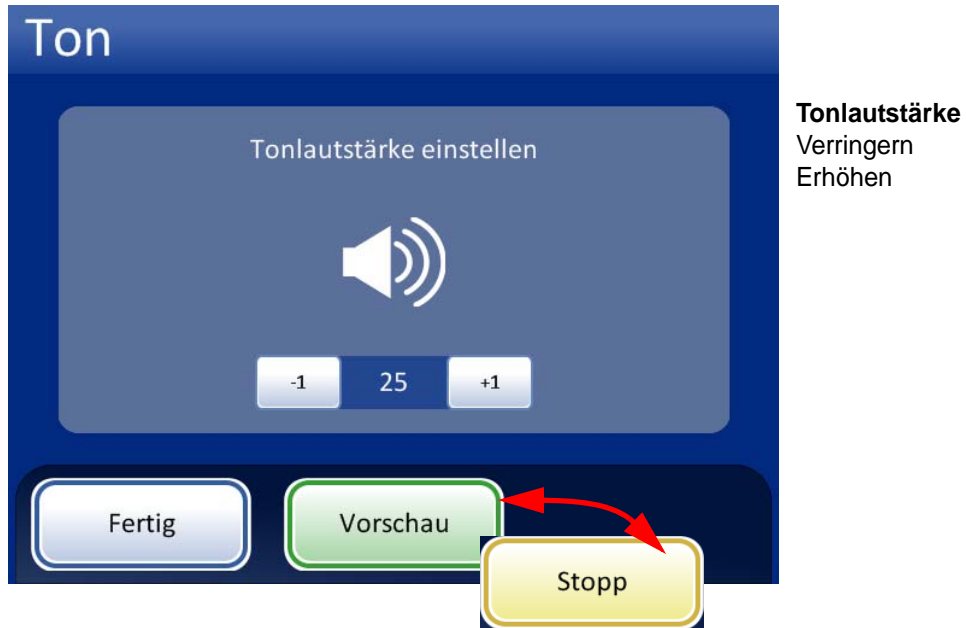 Ton
Tonlautstärke einstellen
-1 25 +1
Fertig Vorschau
Stopp
Tonlautstärke
Verringern
Erhöhen